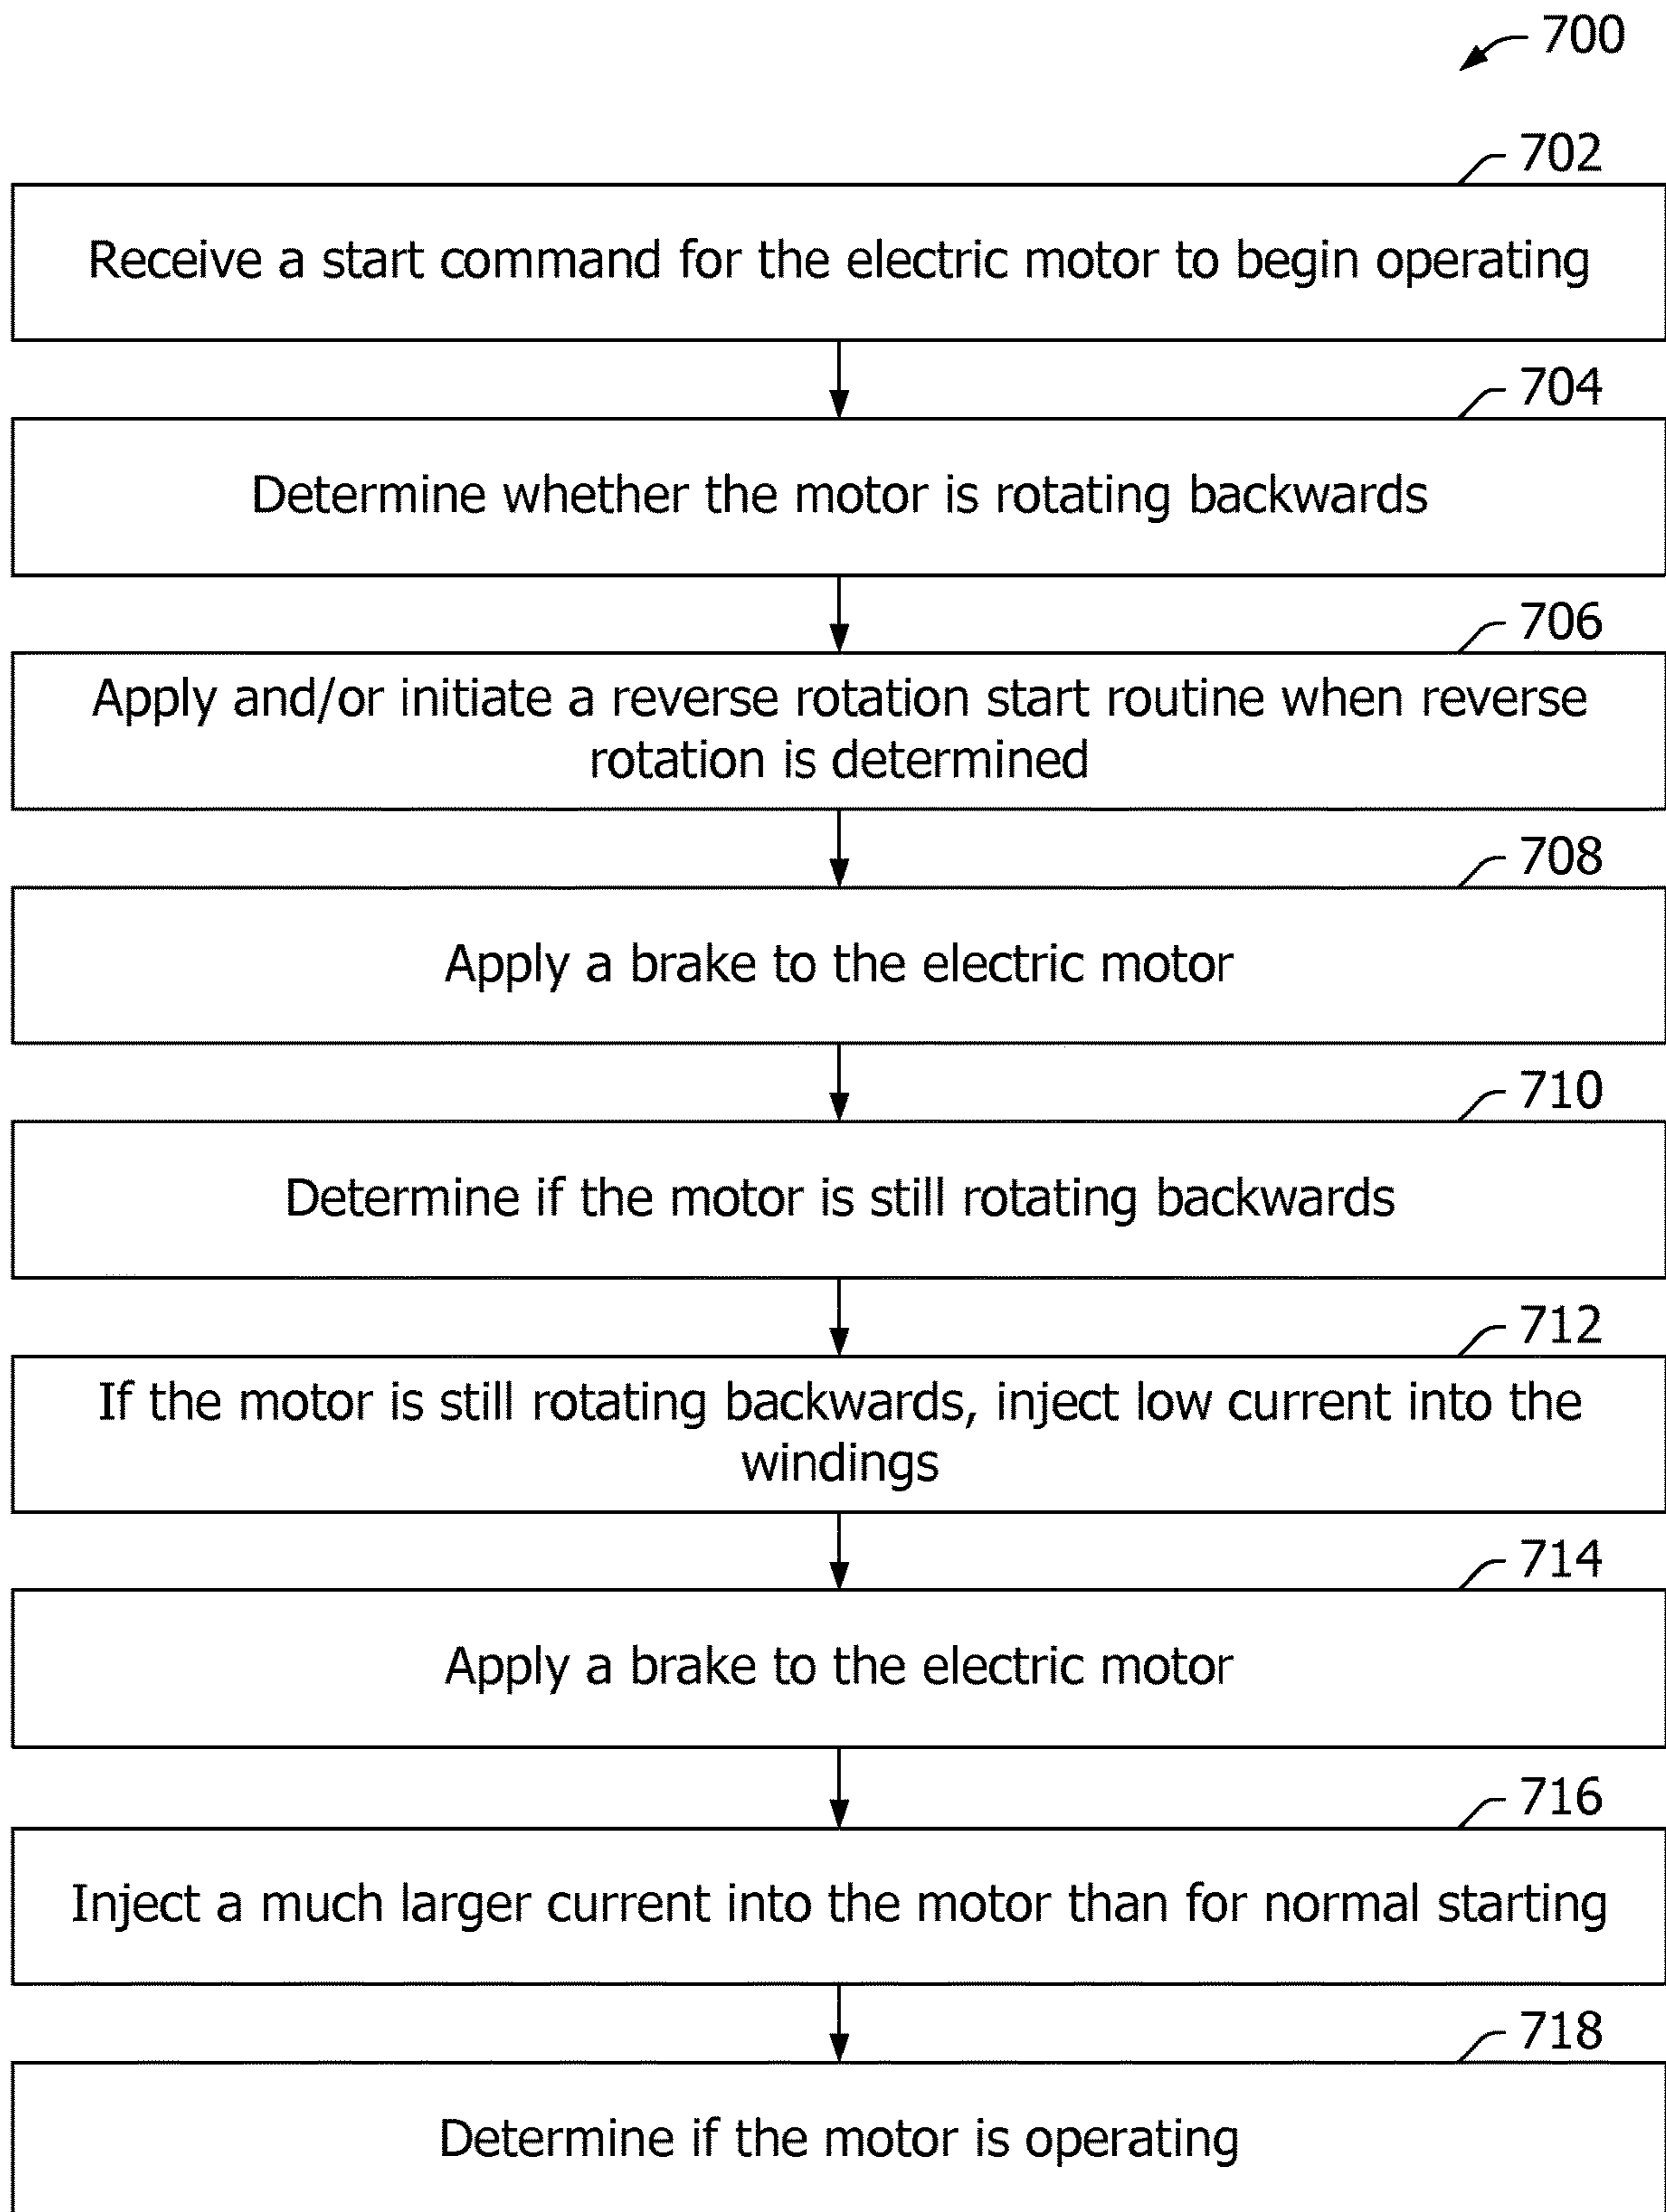 700
702
Receive a start command for the electric motor to begin operating
704
Determine whether the motor is rotating backwards
706
Apply and/or initiate a reverse rotation start routine when reverse
rotation is determined
708
Apply a brake to the electric motor
710
Determine if the motor is still rotating backwards
712
If the motor is still rotating backwards, inject low current into the
windings
714
Apply a brake to the electric motor
716
Inject a much larger current into the motor than for normal starting
718
Determine if the motor is operating